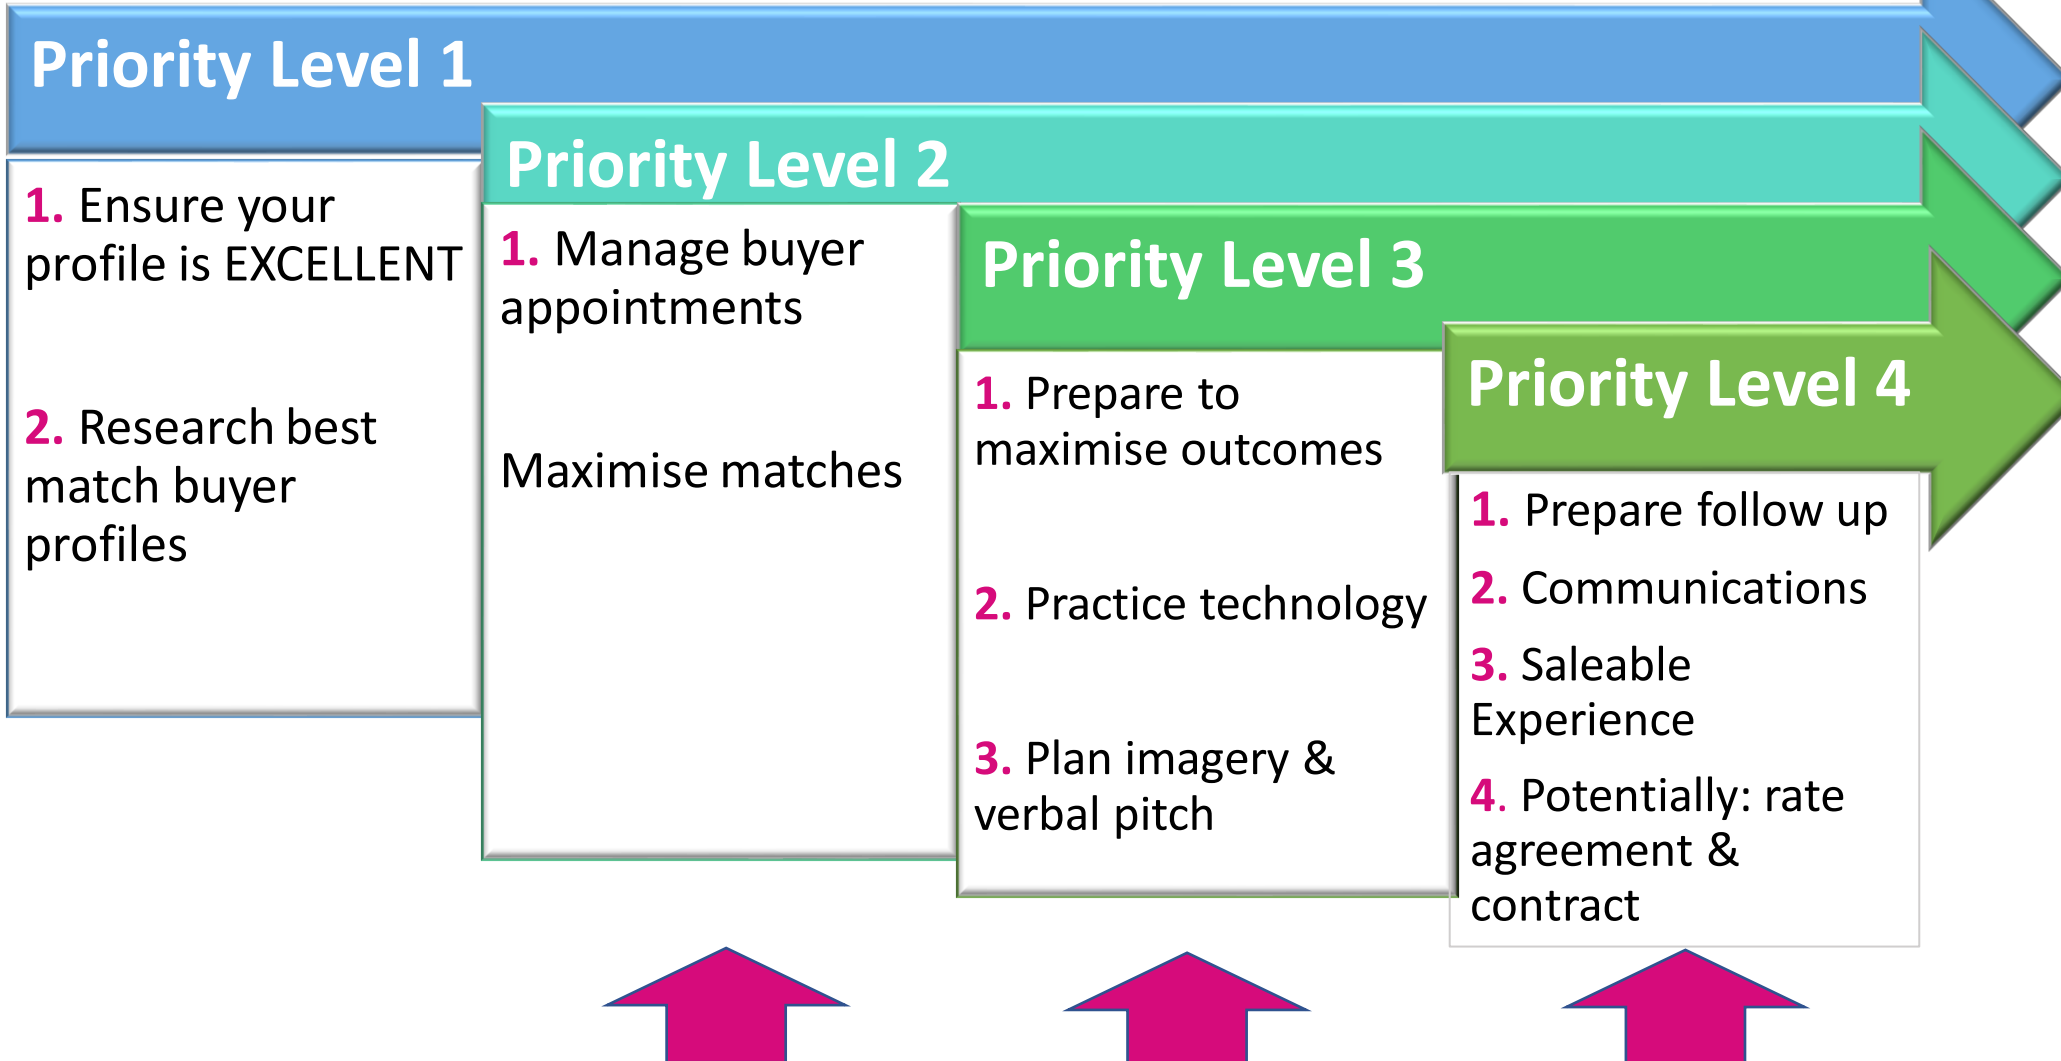 Priority Level 1
1. Ensure your
profile is EXCELLENT
2. Research best
match buyer
profiles
Priority Level 2
1. Manage buyer
appointments
Maximise matches
Priority Level 3
1. Prepare to
maximise outcomes
2. Practice technology
3. Plan imagery &
verbal pitch
Priority Level 4
1. Prepare follow up
2. Communications
3. Saleable
Experience
4. Potentially: rate
agreement &
contract